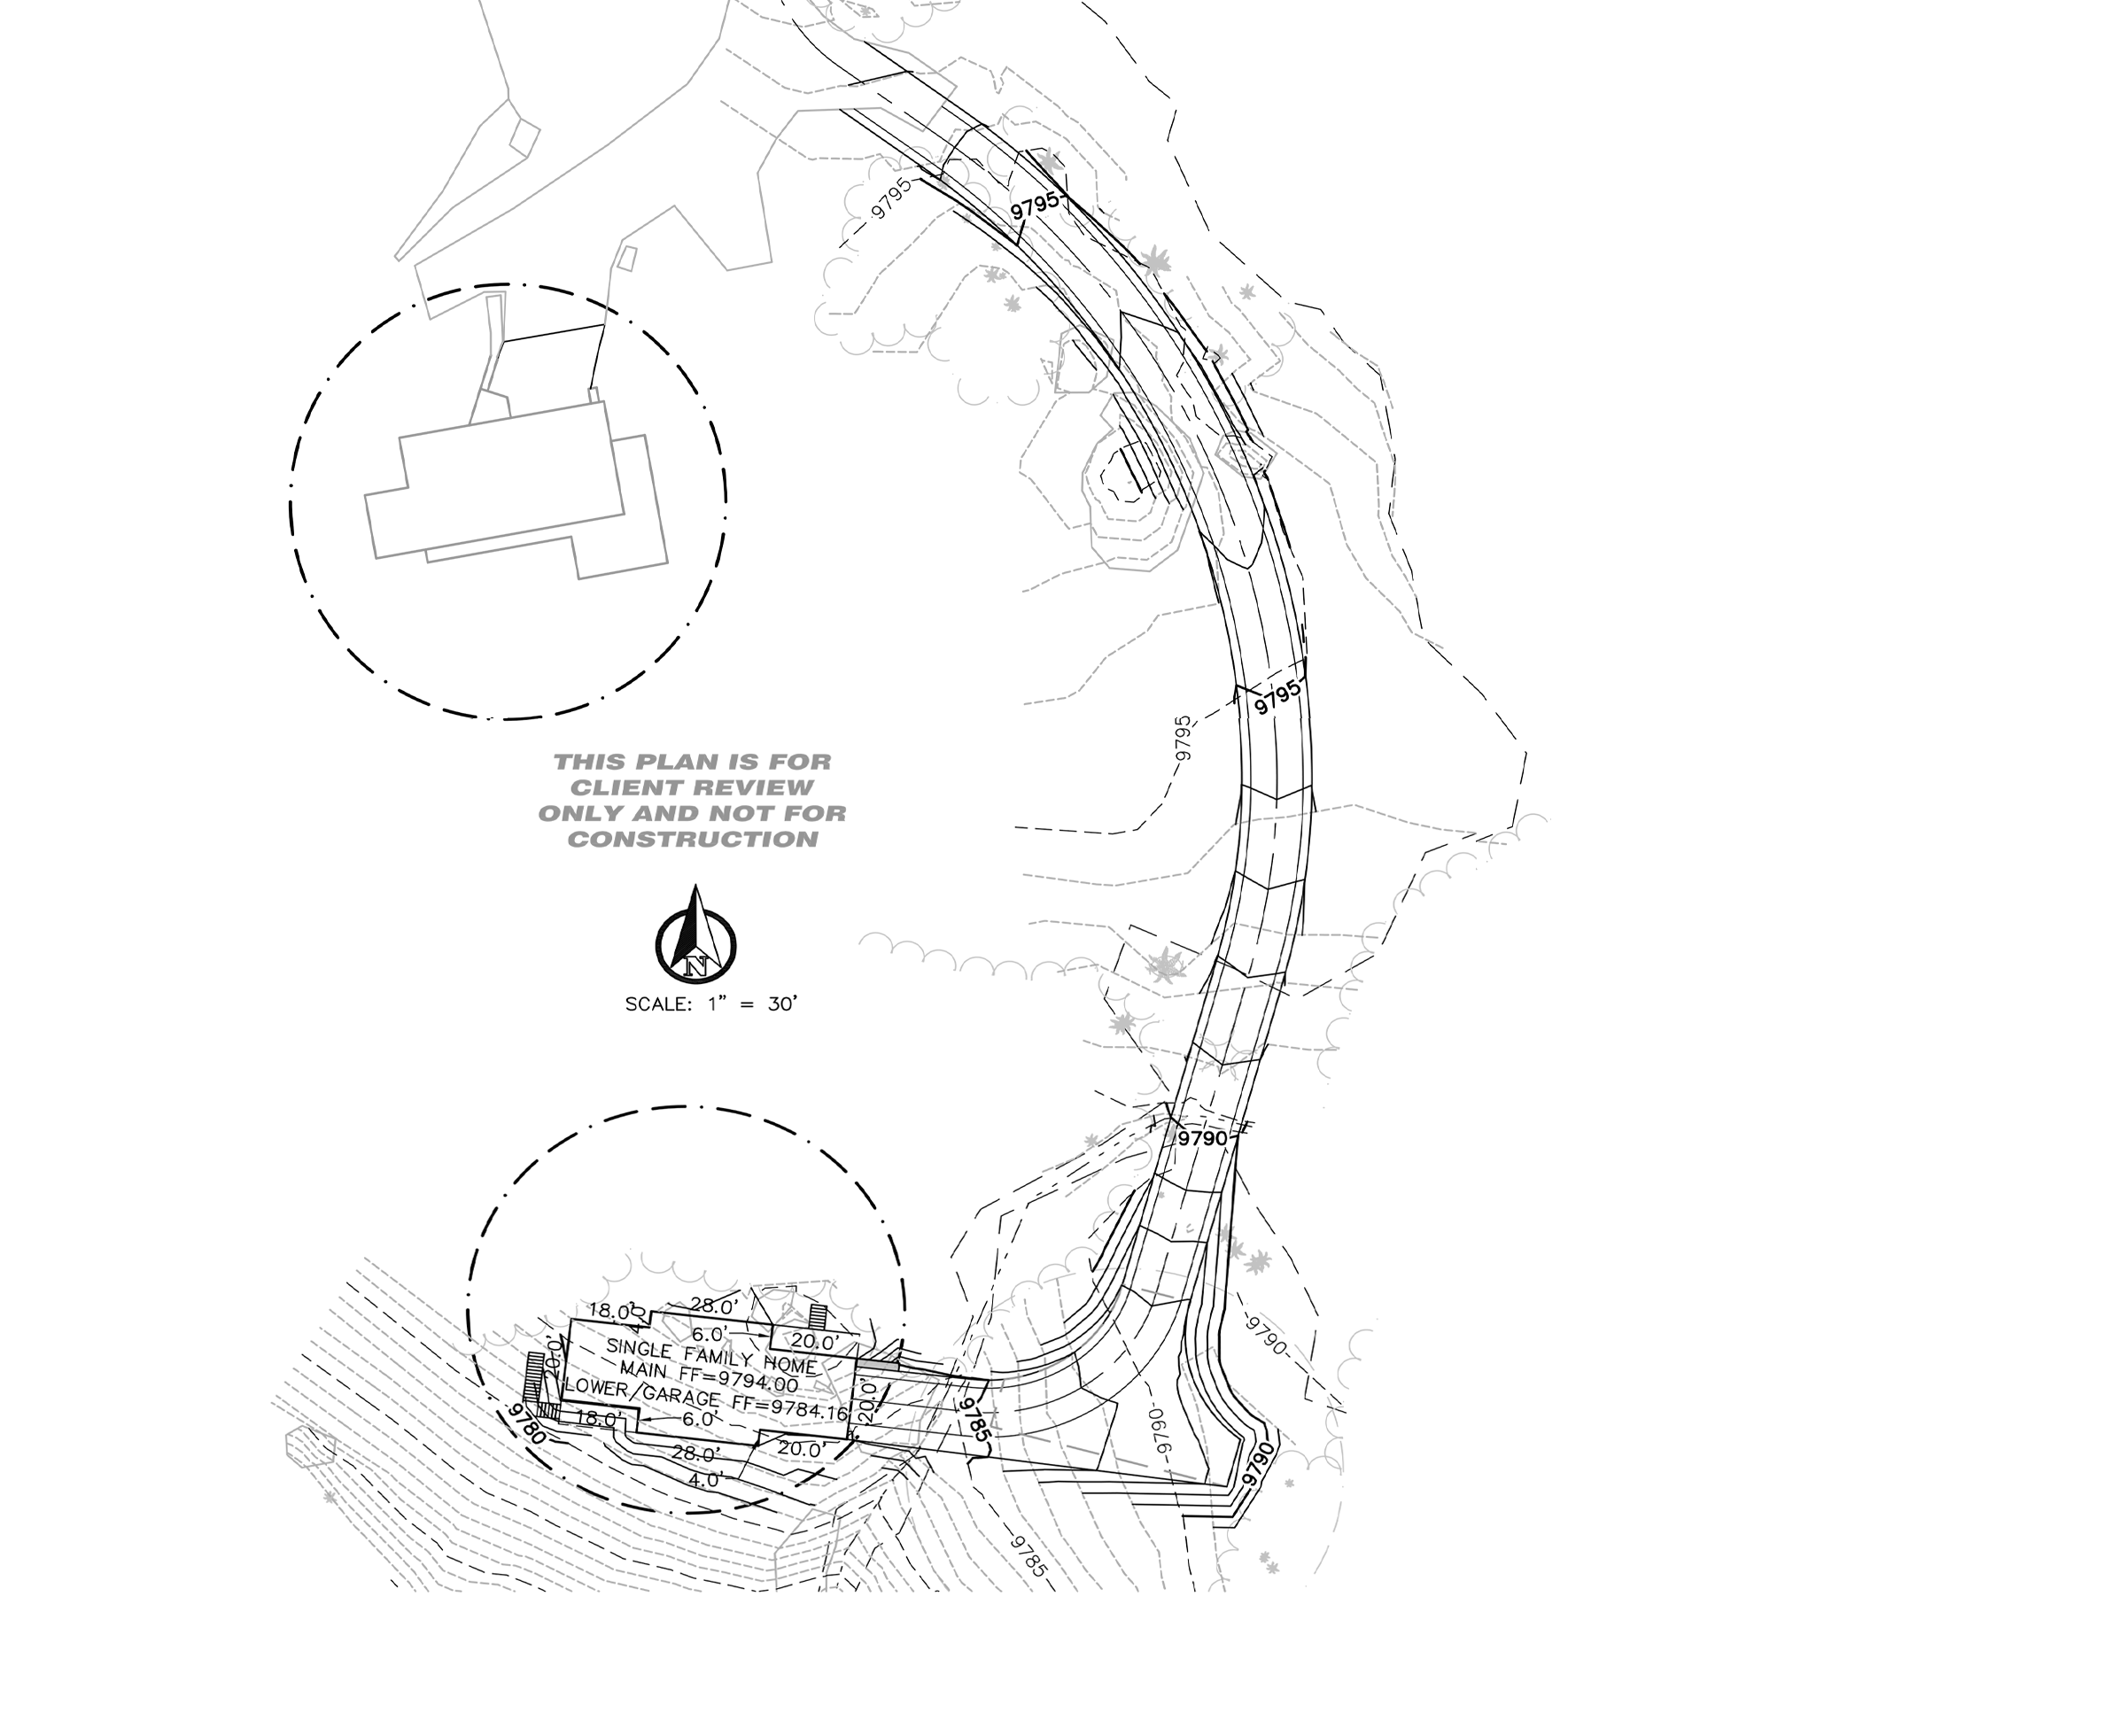 9795
9795
9795
9795
THIS PLAN IS FOR
CLIENT REVIEW
ONLY AND NOT FOR
CONSTRUCTION
N
SCALE: 1” = 30’
9790
18.0'
28.0'
6.0'
20.0'
20.0'
SINGLE FAMILY HOME
MAIN FF=9794.00
LOWER/GARAGE FF=9784.16
20.0'
18.0'
6.0'
28.0'
20.0'
4.0'
9780
9785
9790
9790
9790
9785